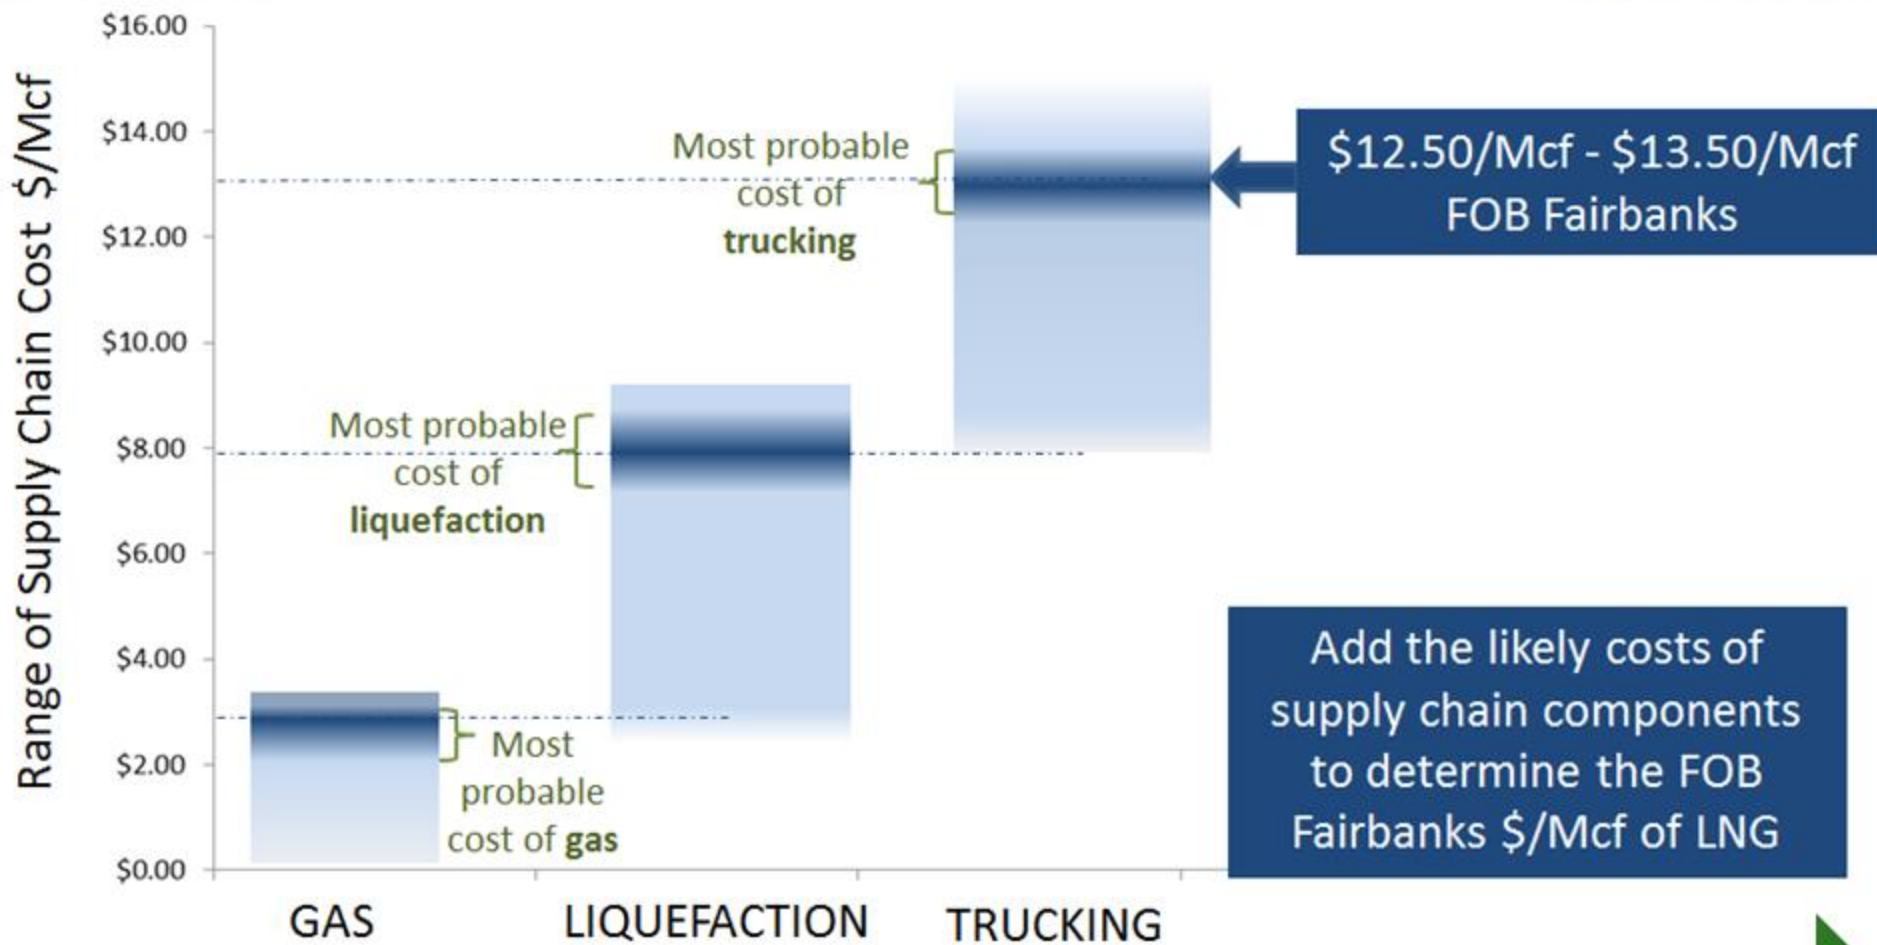 Range of Supply Chain Cost $/Mcf
$16.00
$14.00
$12.00
$10.00
$8.00
$6.00
$4.00
$2.00
$0.00
Most probable
cost of
trucking
$12.50/Mcf - $13.50/Mcf
FOB Fairbanks
Most probable
cost of
liquefaction
Most
probable
cost of gas
Add the likely costs of
supply chain components
to determine the FOB
Fairbanks $/Mcf of LNG
GAS
LIQUEFACTION
TRUCKING